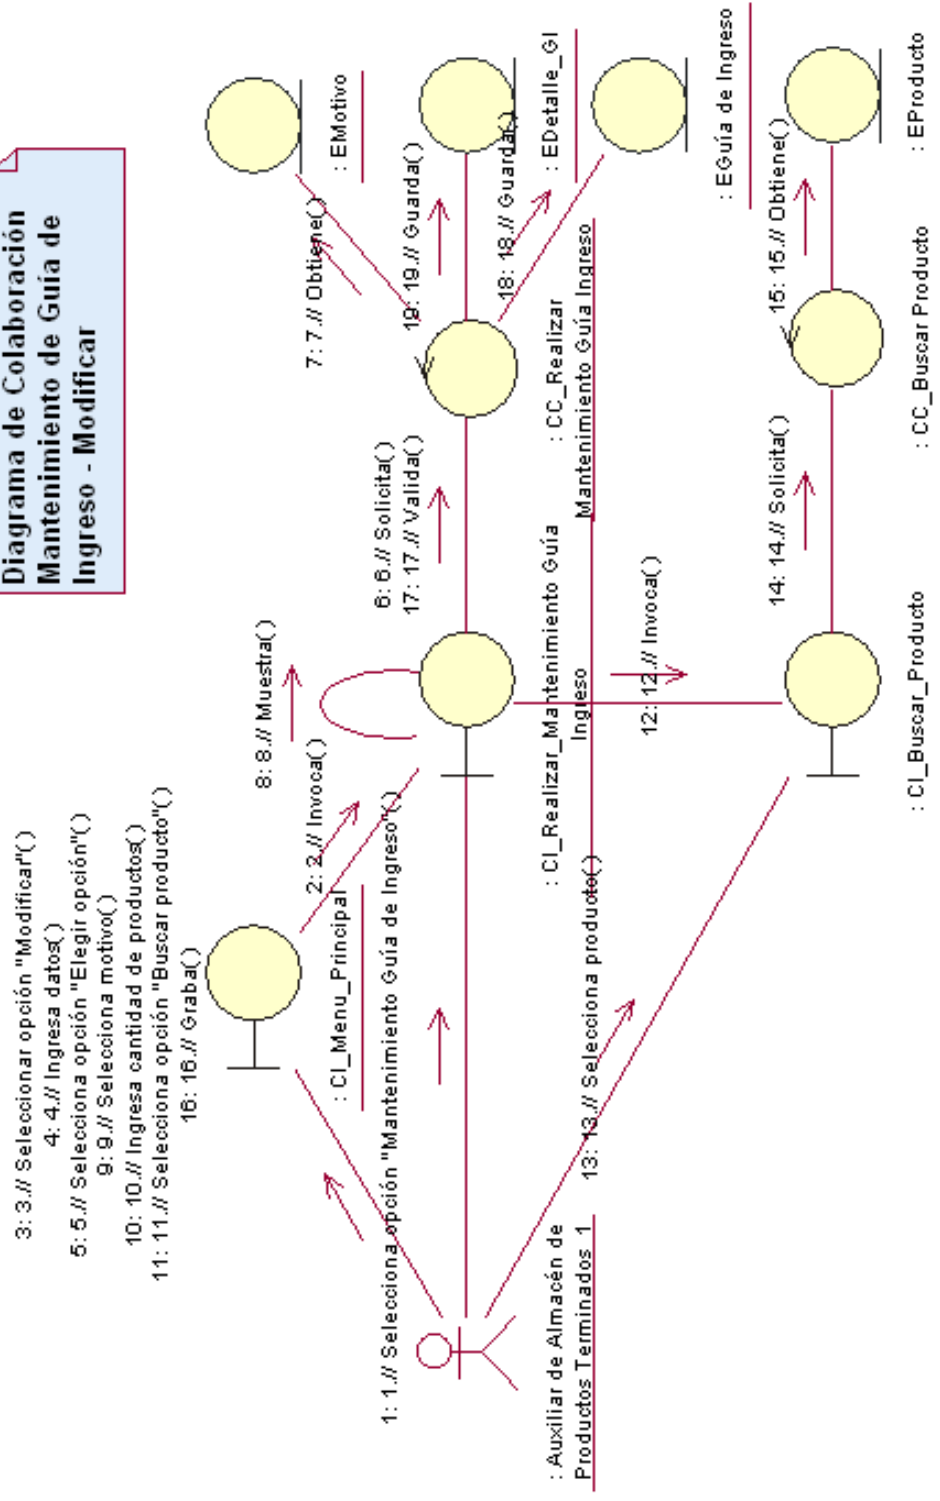 Diagrama de Colaboración
Mantenimiento de Guía de
Ingreso - Modificar
3: 3.// Seleccionar opción "Modificar"( )
4: 4.// Ingresa datos( )
5: 5.// Selecciona opción "Elegir opción"( )
9: 9.// Selecciona motivo( )
10: 10.// Ingresa cantidad de productos( )
11: 11.// Selecciona opción "Buscar producto"( )
16: 16.// Graba( )
8: 8.// Muestra( )
2: 2.// Invoca( )
7: 7.// Obtiene( )
: EMotivo
: CI_Menu_Principal
1: 1.// Selecciona opción "Mantenimiento Guía de Ingreso"( )
6: 6.// Solicita( )
17: 17.// Valida( )
19: 19.// Guarda( )
18: 18.// Guarda( )
: EDetalle_GI
: Auxiliar de Almacén de
Productos Terminados 1
: CI_Realizar_Mantenimiento Guía
Ingreso
: CC_Realizar
Mantenimiento Guía Ingreso
13: 13.// Selecciona producto( )
12: 12.// Invoca( )
: EGuía de Ingreso
14: 14.// Solicita( )
15: 15.// Obtiene( )
: CI_Buscar_Producto
: CC_Buscar Producto
: EProducto